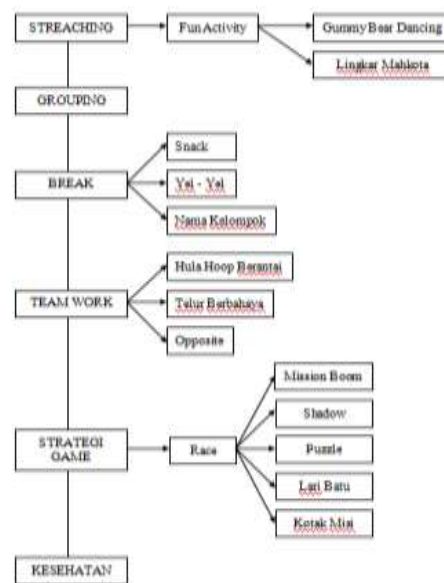 STREACHING
Fun Activity
Gummy Bear Dancing
Lingkar Mahkota
GROUPING
BREAK
Snack
Yel - Yel
Nama Kelompok
TEAM WORK
Hula Hoop Berantai
Telur Berbahaya
Opposite
STRATEGI
GAME
Race
Mission Boom
Shadow
Puzzle
Lari Batu
Kotak Misi
KESEHATAN